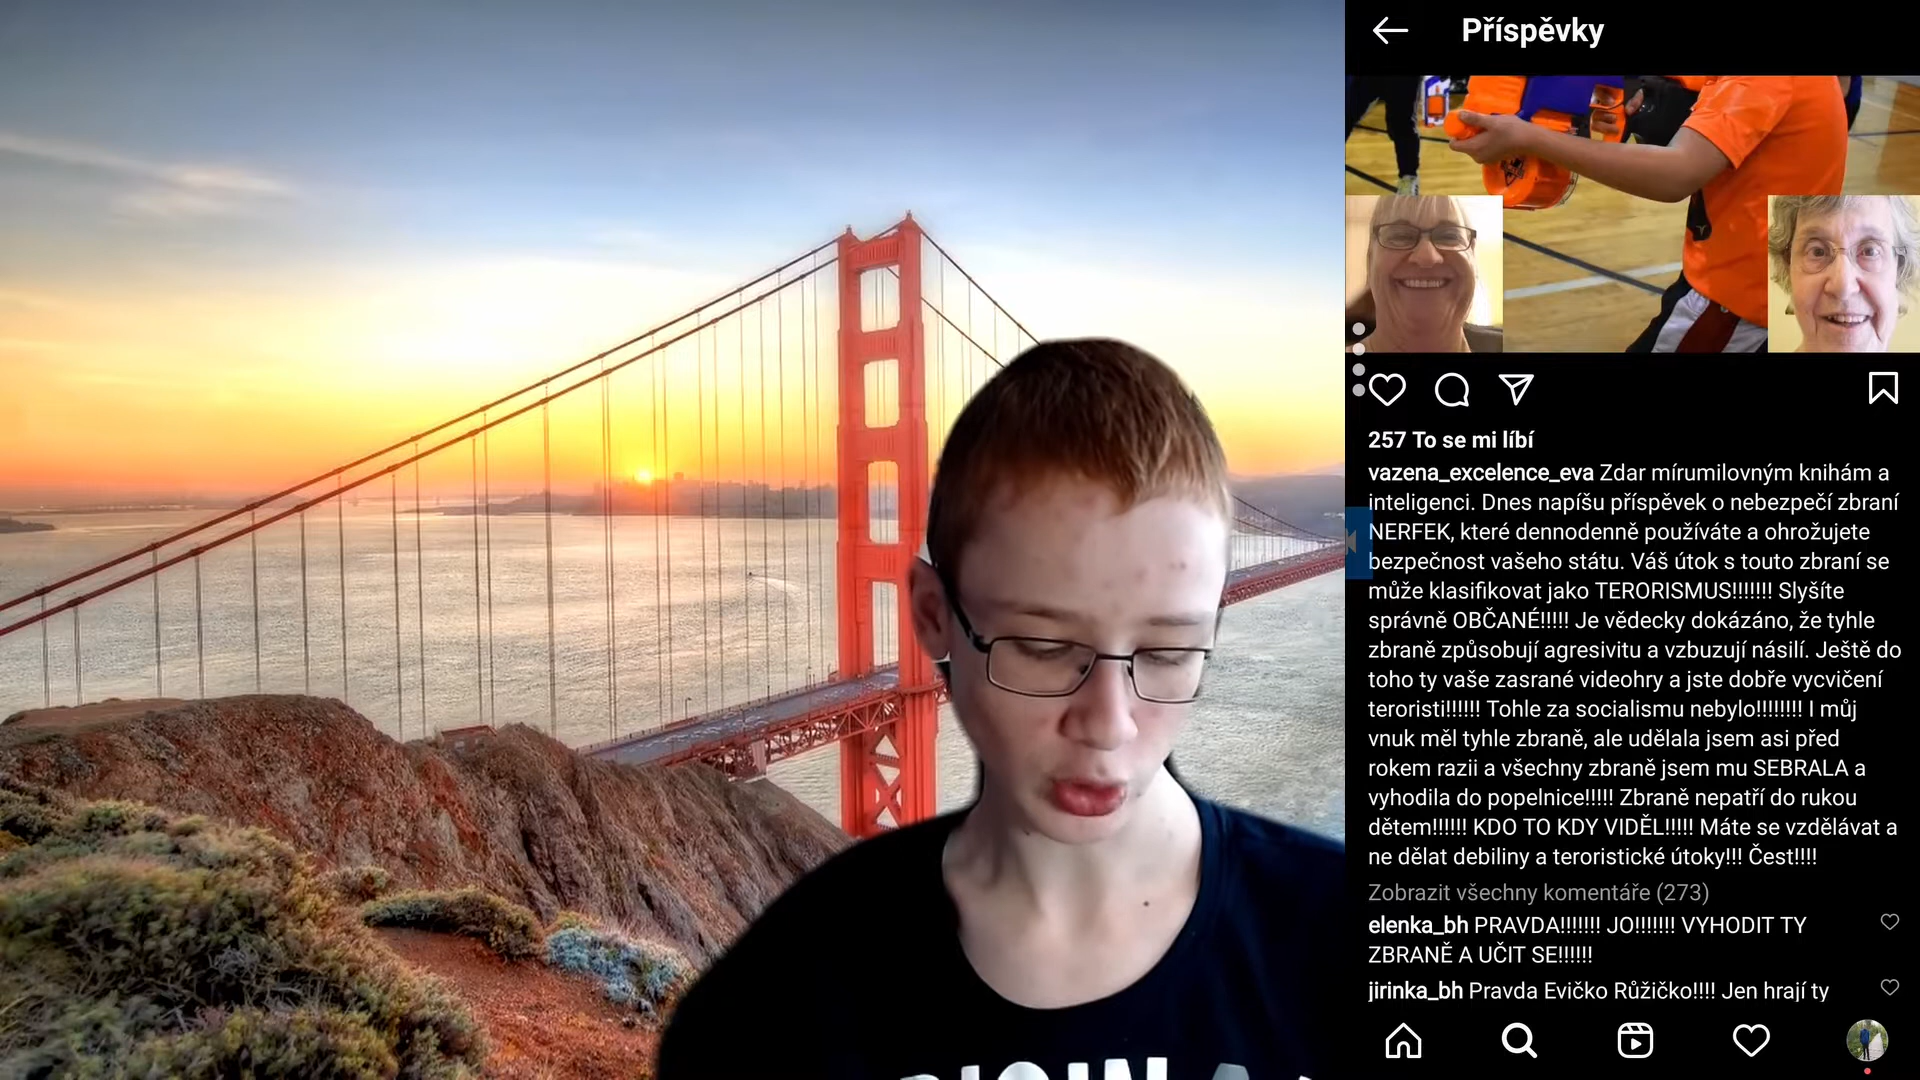 Příspěvky
257 To se mi líbí
vazena_excelence_eva Zdar mírumilovným knihám a
inteligenci. Dnes napíšu příspěvek o nebezpečí zbraní
NERFEK, které dennodenně používáte a ohrožujete
bezpečnost vašeho státu. Váš útok s touto zbraní se
může klasifikovat jako TERORISMUS!!!!!!! Slyšíte
správně OBČANÉ!!!!! Je vědecky dokázáno, že tyhle
zbraně způsobují agresivitu a vzbuzují násilí. Ještě do
toho ty vaše zasrané videohry a jste dobře vycvičení
teroristi!!!!!! Tohle za socialismu nebylo!!!!!!!! I můj
vnuk měl tyhle zbraně, ale udělala jsem asi před
rokem razii a všechny zbraně jsem mu SEBRALA a
vyhodila do popelnice!!!!! Zbraně nepatří do rukou
dětem!!!!!! KDO TO KDY VIDĚL!!!!! Máte se vzdělávat a
ne dělat debiliny a teroristické útoky!!! Čest!!!!
Zobrazit všechny komentáře (273)
elenka_bh PRAVDA!!!!!!! JO!!!!!!! VYHODIT TY
ZBRANĚ A UČIT SE!!!!!!
jirinka_bh Pravda Evičko Růžičko!!!! Jen hrají ty